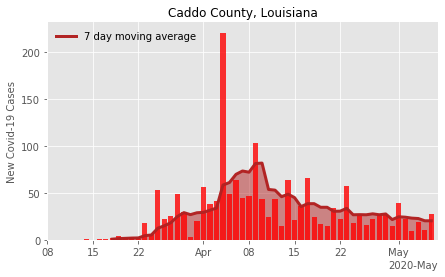 Caddo County, Louisiana
7 day moving average
New Covid-19 Cases
200
150
100
50
0
08
15
22
Apr
08
15
22
May
2020-May